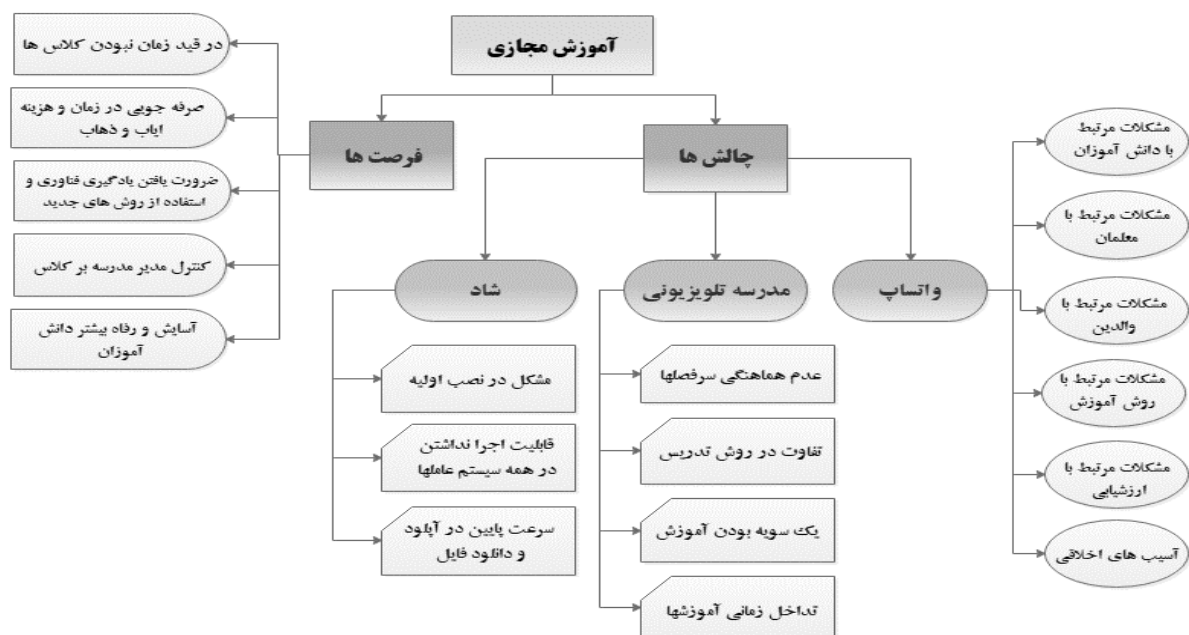 آموزش مجازی
چالش ها
فرصت ها
واتساپ
مشکلات مرتبط
با دانش آموزان
مشکلات مرتبط با
معلمان
مشکلات مرتبط با
والدین
مشکلات مرتبط با
روش آموزش
مشکلات مرتبط با
ارزشیابی
آسیب های اخلاقی
مدرسه تلویزیونی
عدم هماهنگی سرفصلها
تفاوت در روش تدریس
یک سویه بودن آموزش
تداخل زمانی آموزشها
شاد
مشکل در نصب اولیه
قابلیت اجرا نداشتن
در همه سیستم عاملها
سرعت پایین در آپلود
و دانلود فایل
در قید زمان نبودن کلاس ها
صرفه جویی در زمان و هزینه
ایاب و ذهاب
ضرورت یافتن یادگیری فناوری و
استفاده از روش های جدید
کنترل مدیر مدرسه بر کلاس
آسایش و رفاه بیشتر دانش
آموزان